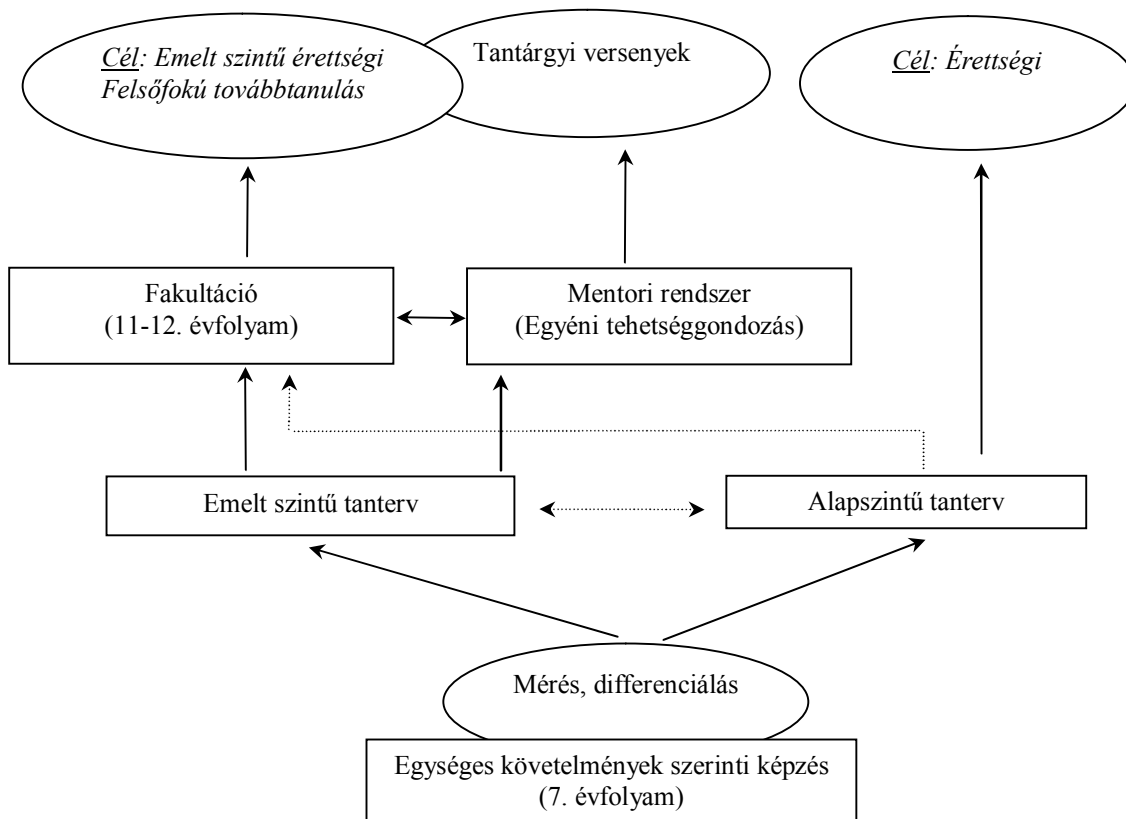 Cél: Emelt szintű érettségi
Felsőfokú továbbtanulás
Tantárgyi versenyek
Cél: Érettségi
Fakultáció
(11-12. évfolyam)
Mentori rendszer
(Egyéni tehetséggondozás)
Emelt szintű tanterv
Alapszintű tanterv
Mérés, differenciálás
Egységes követelmények szerinti képzés
(7. évfolyam)